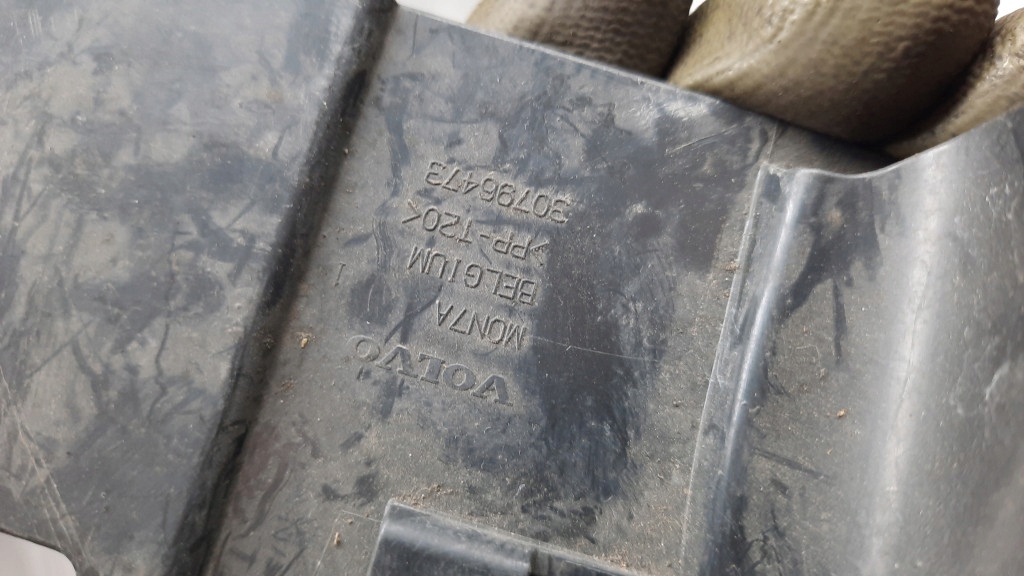 VOLVO
MON7A
BELGIUM
>PP-T20<
30796473